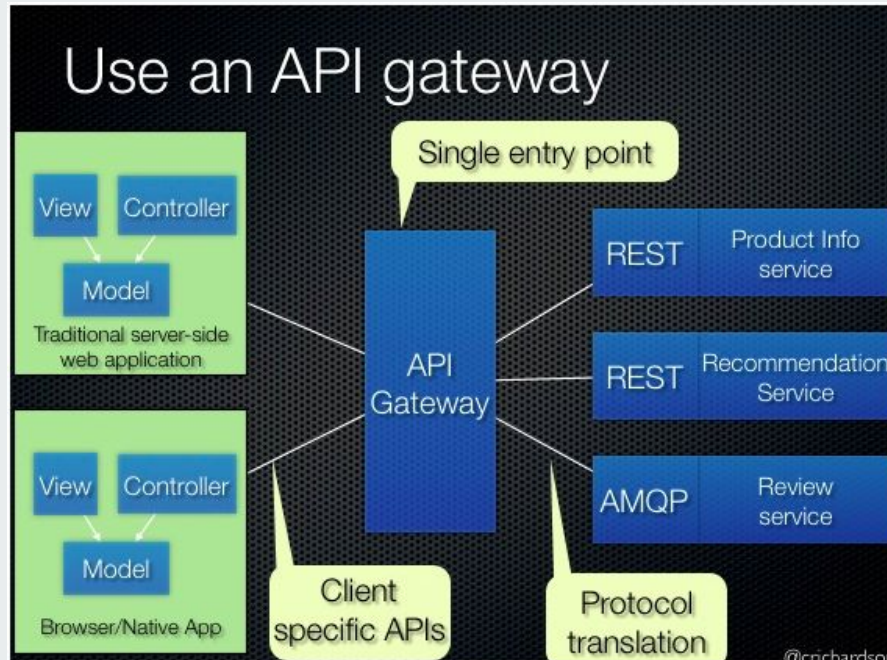 Use an API gateway
Single entry point
View
Controller
Model
Traditional server-side
web application
API
Gateway
REST
Product Info
service
REST
Recommendation
Service
AMQP
Review
service
View
Controller
Model
Browser/Native App
Client
specific APIs
Protocol
translation
@crichardso